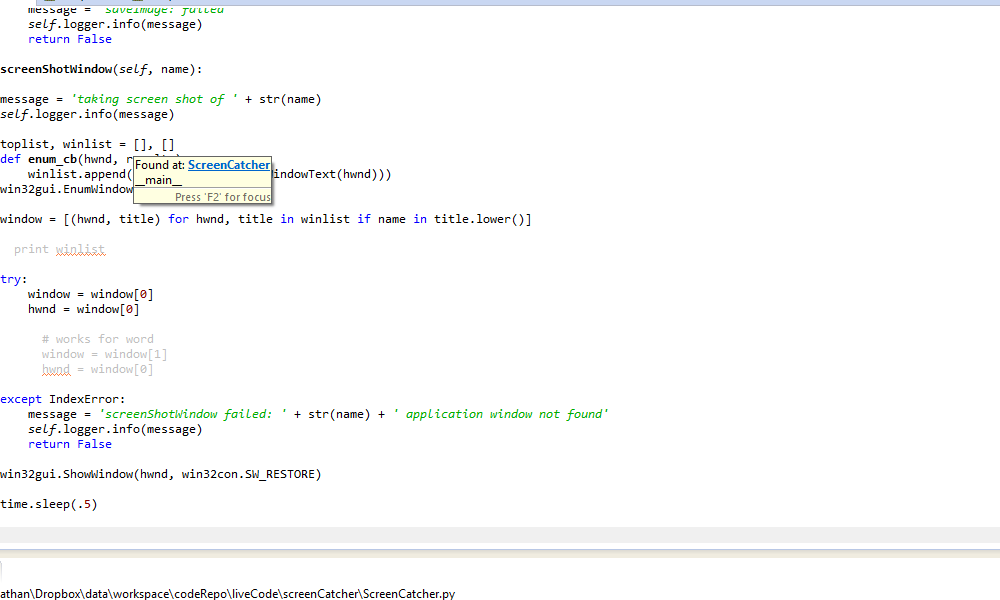 message = 'saveImage: failed
self.logger.info(message)
return False
screenShotWindow(self, name):
message = 'taking screen shot of ' + str(name)
self.logger.info(message)
toplist, winlist = [], []
def enum_cb(hwnd,
winlist.append( indowText(hwnd)))
win32gui.EnumWindow
Found at: ScreenCatcher
__main__
Press 'F2' for focus
window = [(hwnd, title) for hwnd, title in winlist if name in title.lower()]
print winlist
try:
window = window[0]
hwnd = window[0]
# works for word
window = window[1]
hwnd = window[0]
except IndexError:
message = 'screenShotWindow failed: ' + str(name) + ' application window not found'
self.logger.info(message)
return False
win32gui.ShowWindow(hwnd, win32con.SW_RESTORE)
time.sleep(.5)
athan\Dropbox\data\workspace\codeRepo\liveCode\screenCatcher\ScreenCatcher.py